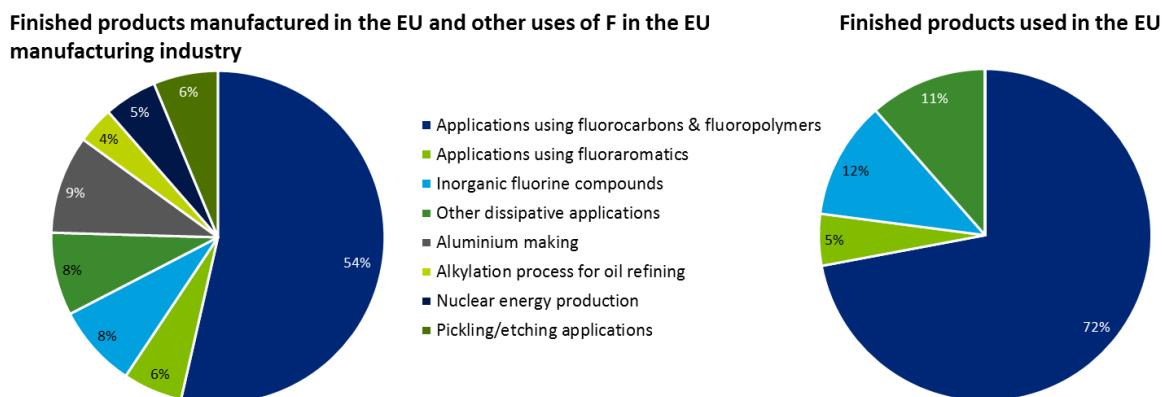 Finished products manufactured in the EU and other uses of F in the EU
manufacturing industry
Finished products used in the EU
6%
5%
4%
9%
8%
8%
6%
54%
Applications using fluorocarbons & fluoropolymers
Applications using fluoraromatics
Inorganic fluorine compounds
Other dissipative applications
Aluminium making
Alkylation process for oil refining
Nuclear energy production
Pickling/etching applications
11%
12%
5%
72%